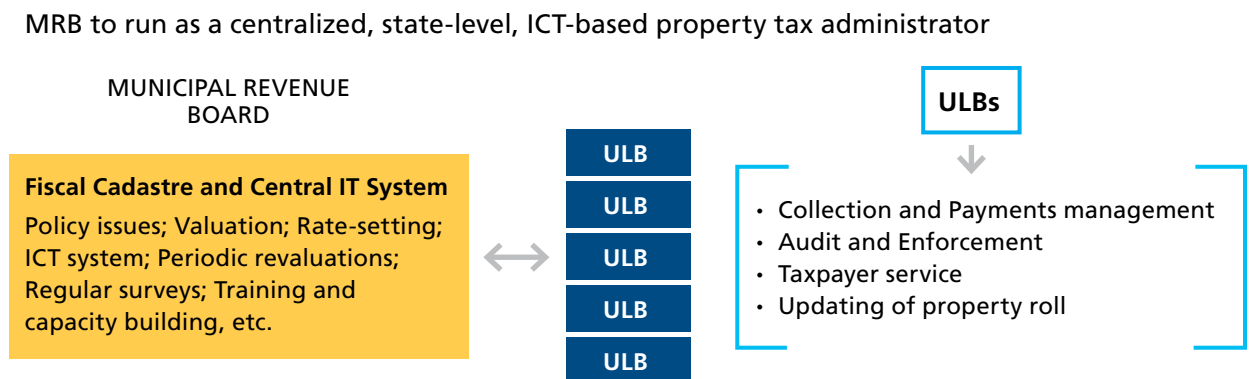 MRB to run as a centralized, state-level, ICT-based property tax administrator
MUNICIPAL REVENUE
BOARD
Fiscal Cadastre and Central IT System
Policy issues; Valuation; Rate-setting;
ICT system; Periodic revaluations;
Regular surveys; Training and
capacity building, etc.
ULB
ULB
ULB
ULB
ULB
ULBs
• Collection and Payments management
• Audit and Enforcement
• Taxpayer service
• Updating of property roll